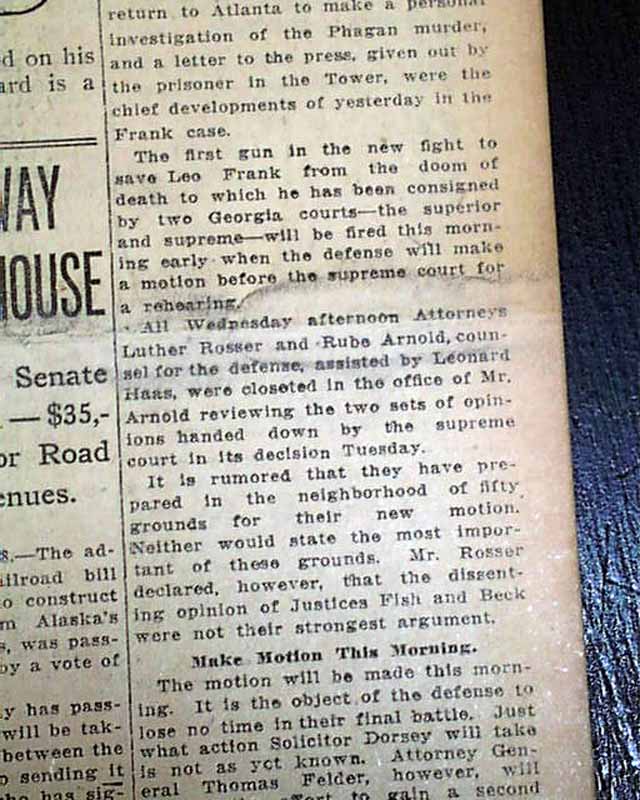 d on his
ard is a
WAY
HOUSE
Senate
— $35,-
or Road
enues.
s.—The ad-
ailroad bill
o construct
m Alaska's
s, was pass-
by a vote of
y has pass-
will be tak-
between the
o sending it
ho has sig-
return to Atlanta to make a personal
investigation of the Phagan murder,
and a letter to the press, given out by
the prisoner in the Tower, were the
chief developments of yesterday in the
Frank case.
The first gun in the new fight to
save Leo Frank from the doom of
death to which he has been consigned
by two Georgia courts—the superior
and supreme—will be fired this morn-
ing early when the defense will make
a motion before the supreme court for
a rehearing.
All Wednesday afternoon Attorneys
Luther Rosser and Rube Arnold, coun-
sel for the defense, assisted by Leonard
Haas, were closeted in the office of Mr.
Arnold reviewing the two sets of opin-
ions handed down by the supreme
court in its decision Tuesday.
It is rumored that they have pre-
pared in the neighborhood of fifty
grounds for their new motion.
Neither would state the most impor-
tant of these grounds. Mr. Rosser
declared, however, that the dissent-
ing opinion of Justices Fish and Beck
were not their strongest argument.
Make Motion This Morning.
The motion will be made this morn-
ing. It is the object of the defense to
lose no time in their final battle. Just
what action Solicitor Dorsey will take
is not as yet known. Attorney Gen-
eral Thomas Felder, however, will
to gain a second